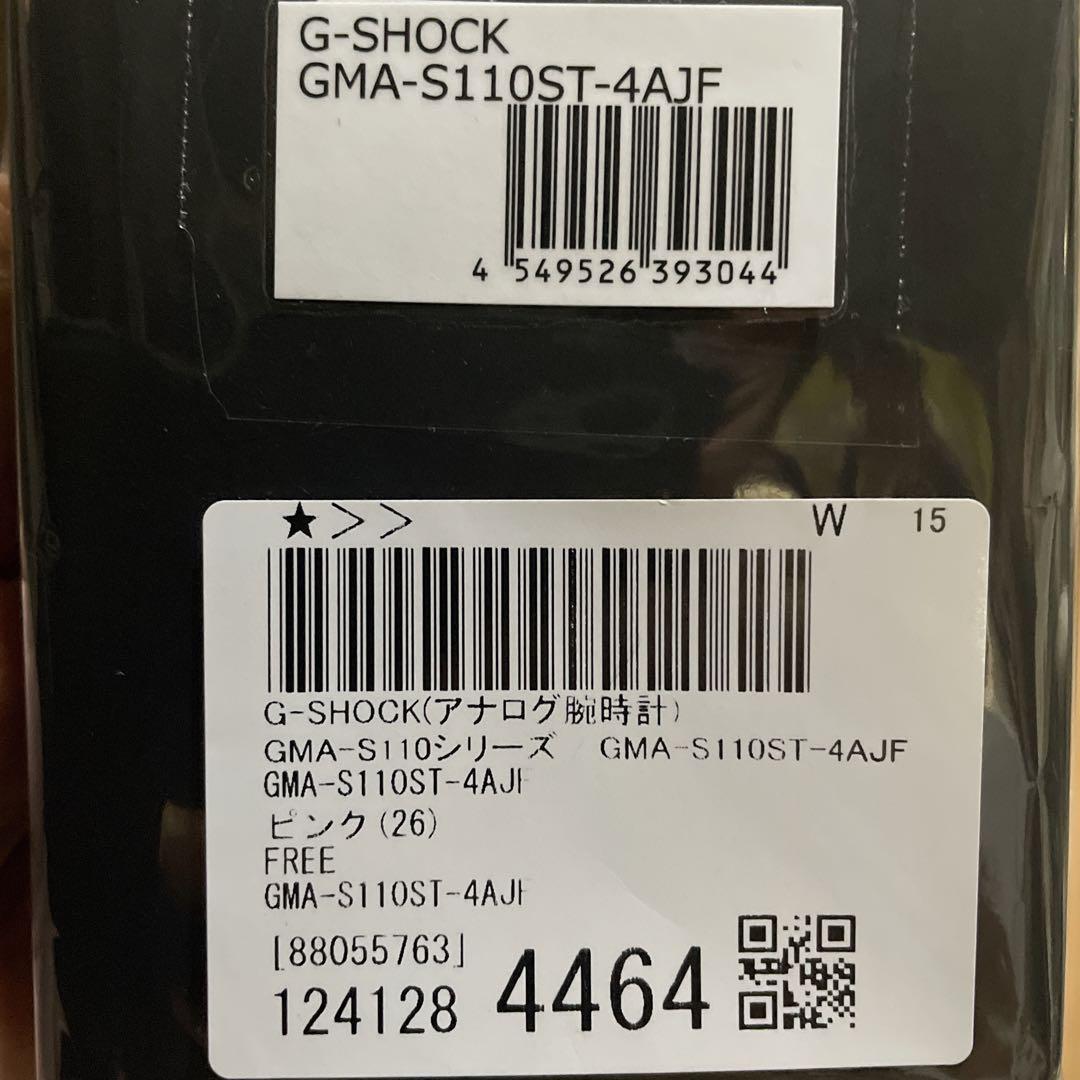 G-SHOCK
GMA-S110ST-4AJF
4 549526 393044
★＞＞ W 15
G-SHOCK(アナログ腕時計)
GMA-S110シリーズ GMA-S110ST-4AJF
GMA-S110ST-4AJF
ピンク(26)
FREE
GMA-S110ST-4AJF
[88055763]
124128 4464